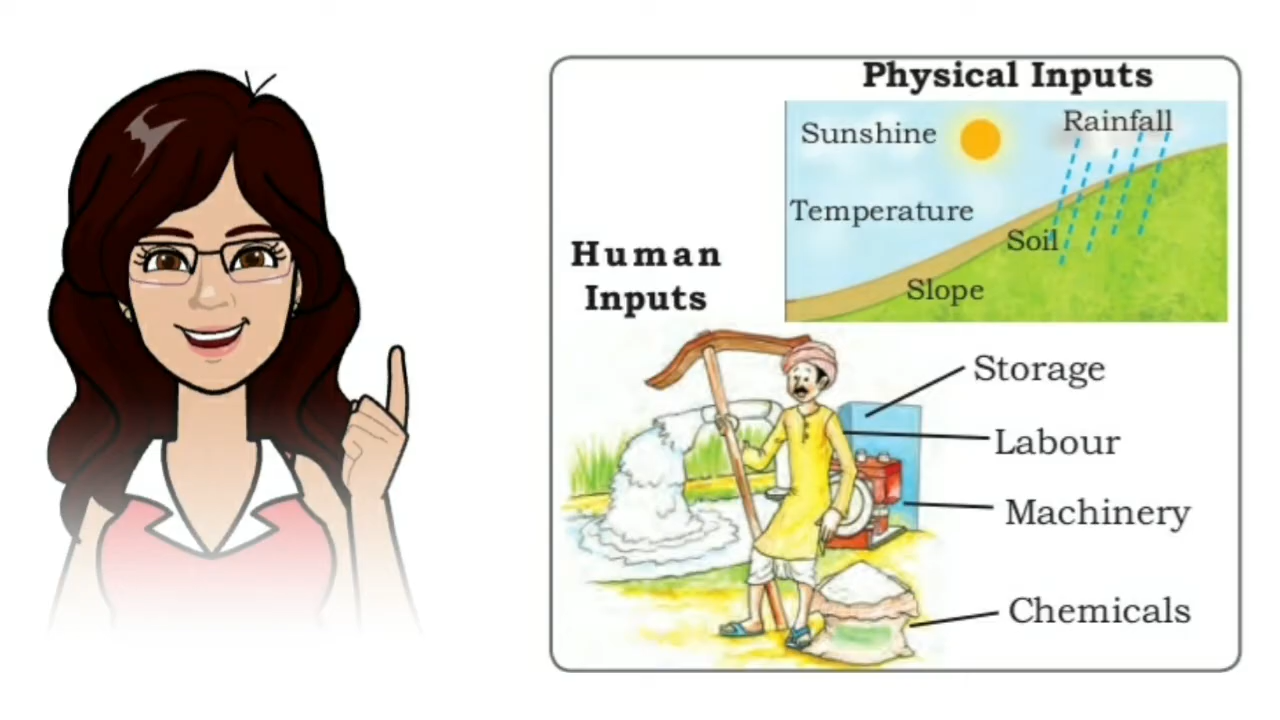 Physical Inputs
Sunshine
Rainfall
Temperature
Soil
Slope
Human
Inputs
Storage
Labour
Machinery
Chemicals